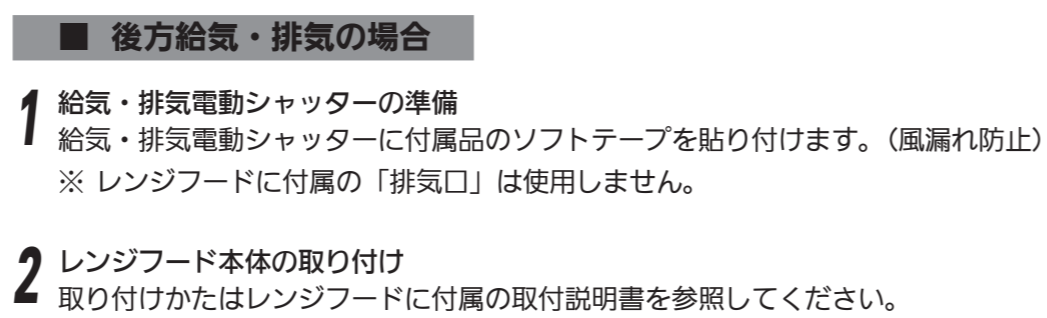 ■ 後方給気・排気の場合
1 給気・排気電動シャッターの準備
給気・排気電動シャッターに付属品のソフトテープを貼り付けます。（風漏れ防止）
※ レンジフードに付属の「排気口」は使用しません。
2 レンジフード本体の取り付け
取り付けかたはレンジフードに付属の取付説明書を参照してください。